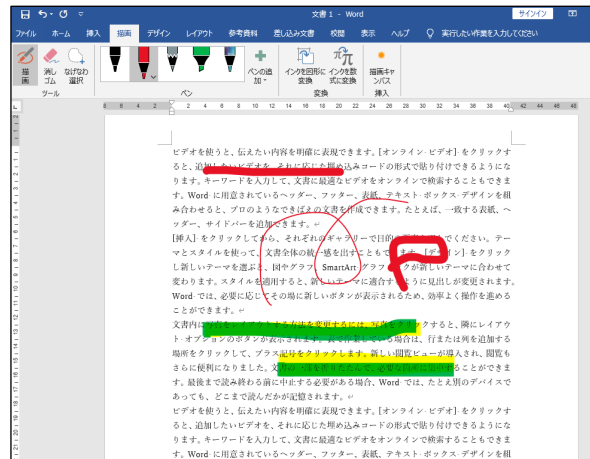 文書 1 - Word
サインイン
ファイル ホーム 挿入 描画 デザイン レイアウト 参考資料 差し込み文書 校閲 表示 ヘルプ 実行したい作業を入力してください
描画 消しゴム なげなわ選択 ペンの追加 インクを図形に変換 インクを数式に変換 描画キャンバス
ツール ペン 変換 挿入
8 6 4 2 2 4 6 8 10 12 14 16 18 20 22 24 26 28 30 32 34 36 38 40 42 44 46 48
ビデオを使うと、伝えたい内容を明確に表現できます。[オンライン ビデオ] をクリックす
ると、追加したいビデオを、それに応じた埋め込みコードの形式で貼り付けできるようにな
ります。キーワードを入力して、文書に最適なビデオをオンラインで検索することもできま
す。Word に用意されているヘッダー、フッター、表紙、テキスト ボックス デザインを組
み合わせると、プロのようなできばえの文書を作成できます。たとえば、一致する表紙、ヘ
ッダー、サイドバーを追加できます。
[挿入] をクリックしてから、それぞれのギャラリーで目的の
でください。テー
マとスタイルを使って、文書全体の統一感を出すこともできます。[デザイン] をクリック
し新しいテーマを選ぶと、図やグラフ、SmartArt グラフィックが新しいテーマに合わせて
変わります。スタイルを適用すると、新しいテーマに適合するように見出しが変更されます。
Word では、必要に応じてその場に新しいボタンが表示されるため、効率よく操作を進める
ことができます。
文書内に写真をレイアウトする方法を変更するには、写真をクリックすると、隣にレイアウ
ト オプションのボタンが表示されます。表で作業している場合は、行または列を追加する
場所をクリックして、プラス記号をクリックします。新しい閲覧ビューが導入され、閲覧も
さらに便利になりました。文書の一部を折りたたんで、必要な箇所に集中することができま
す。最後まで読み終わる前に中止する必要がある場合、Word では、たとえ別のデバイスで
あっても、どこまで読んだかが記憶されます。
ビデオを使うと、伝えたい内容を明確に表現できます。[オンライン ビデオ] をクリックす
ると、追加したいビデオを、それに応じた埋め込みコードの形式で貼り付けできるようにな
ります。キーワードを入力して、文書に最適なビデオをオンラインで検索することもできま
す。Word に用意されているヘッダー、フッター、表紙、テキスト ボックス デザインを組